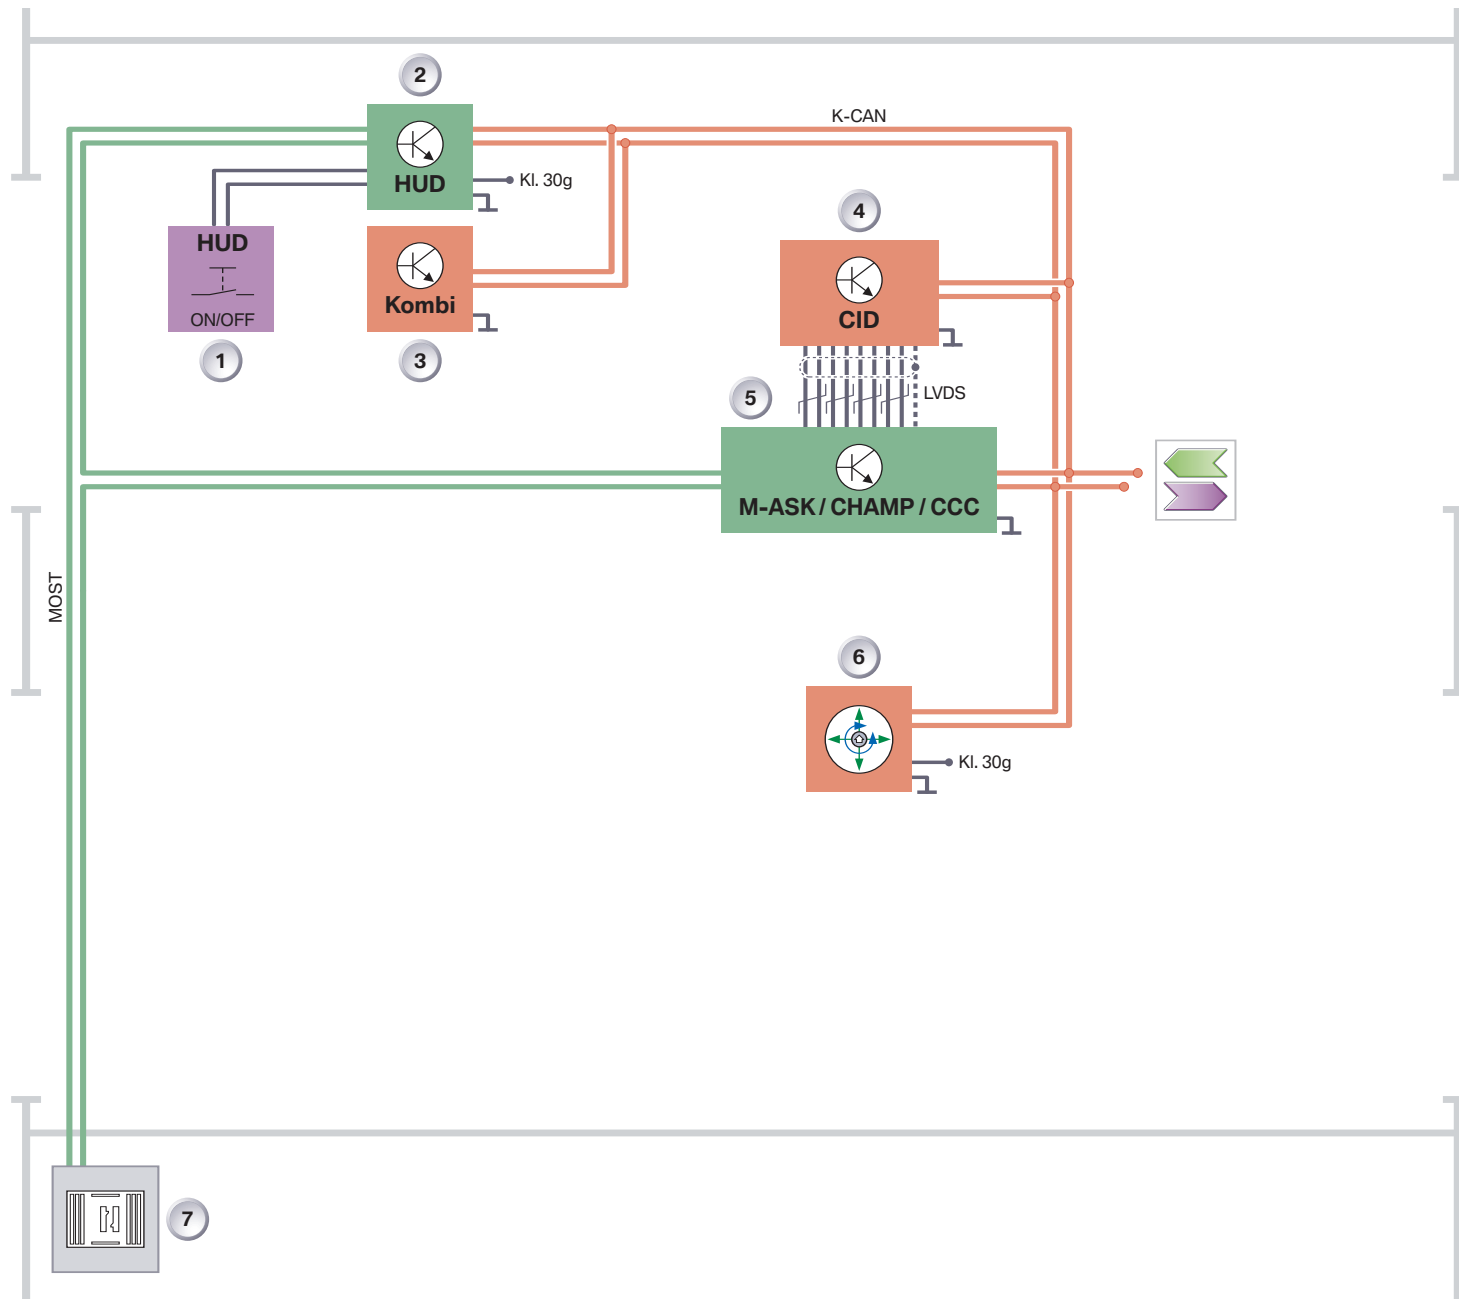 2
K-CAN
HUD
Kl. 30g
4
HUD
ON/OFF
Kombi
CID
1
3
5
LVDS
M-ASK / CHAMP / CCC
MOST
6
Kl. 30g
7